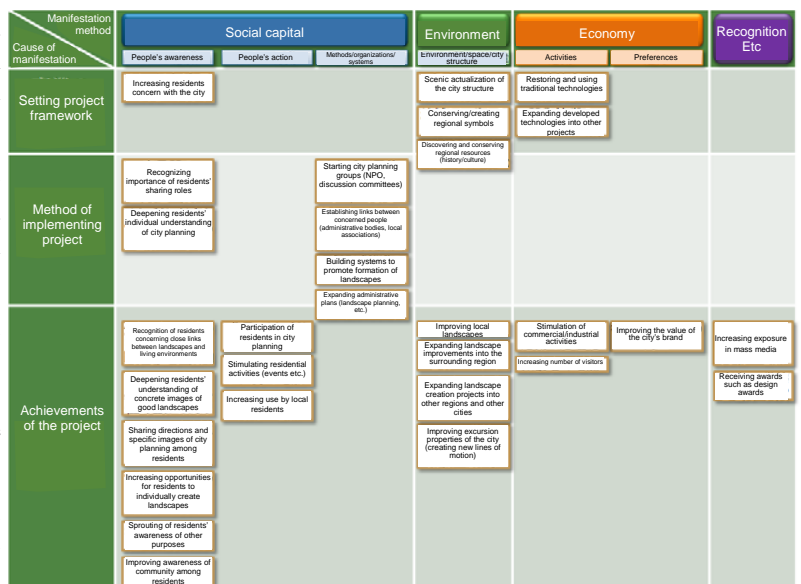 Manifestation
method
Cause of
manifestation
Social capital
Environment
Economy
Recognition
Etc
People's awareness
People's action
Methods/organizations/
systems
Environment/space/city
structure
Activities
Preferences
Setting project
framework
Increasing residents
concern with the city
Scenic actualization of
the city structure
Conserving/creating
regional symbols
Discovering and conserving
regional resources
(history/culture)
Restoring and using
traditional technologies
Expanding developed
technologies into other
projects
Method of
implementing
project
Recognizing
importance of residents'
sharing roles
Deepening residents'
individual understanding
of city planning
Starting city planning
groups (NPO,
discussion committees)
Establishing links between
concerned people
(administrative bodies, local
associations)
Building systems to
promote formation of
landscapes
Expanding administrative
plans (landscape planning,
etc.)
Achievements
of the project
Recognition of residents
concerning close links
between landscapes and
living environments
Deepening residents'
understanding of
concrete images of
good landscapes
Sharing directions and
specific images of city
planning among
residents
Increasing opportunities
for residents to
individually create
landscapes
Sprouting of residents'
awareness of other
purposes
Improving awareness of
community among
residents
Participation of
residents in city
planning
Stimulating residential
activities (events etc.)
Increasing use by local
residents
Improving local
landscapes
Expanding landscape
improvements into the
surrounding region
Expanding landscape
creation projects into
other regions and other
cities
Improving excursion
properties of the city
(creating new lines of
motion)
Stimulation of
commercial/industrial
activities
Increasing number of visitors
Improving the value of
the city's brand
Increasing exposure
in mass media
Receiving awards
such as design
awards